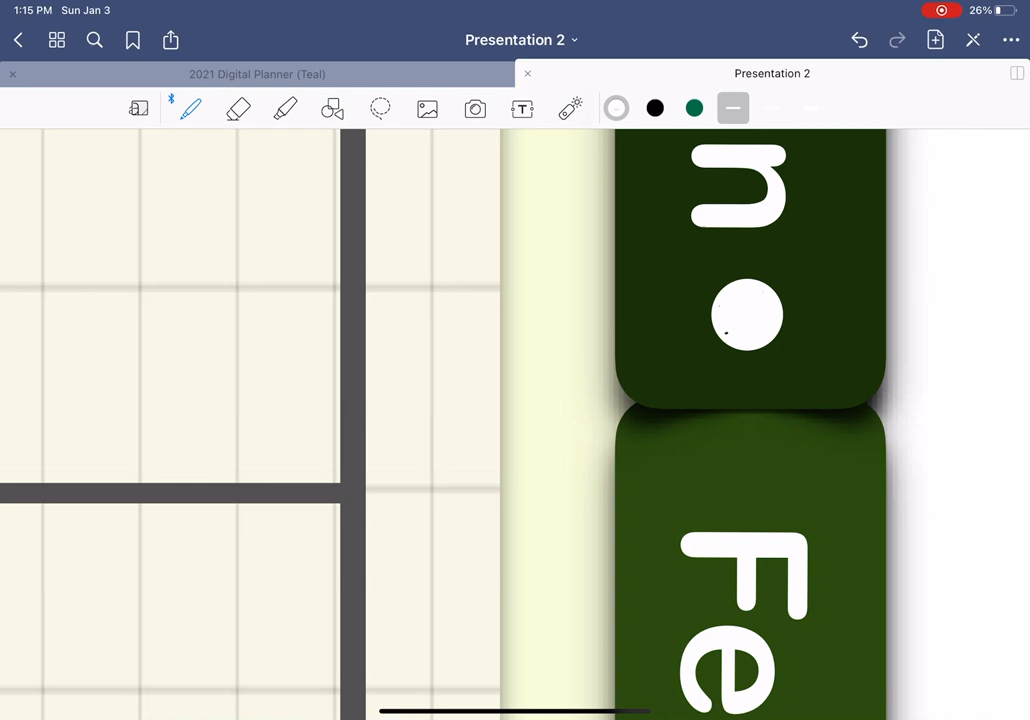 1:15 PM Sun Jan 3
26%
Presentation 2
2021 Digital Planner (Teal)
Presentation 2
T
n
Fe